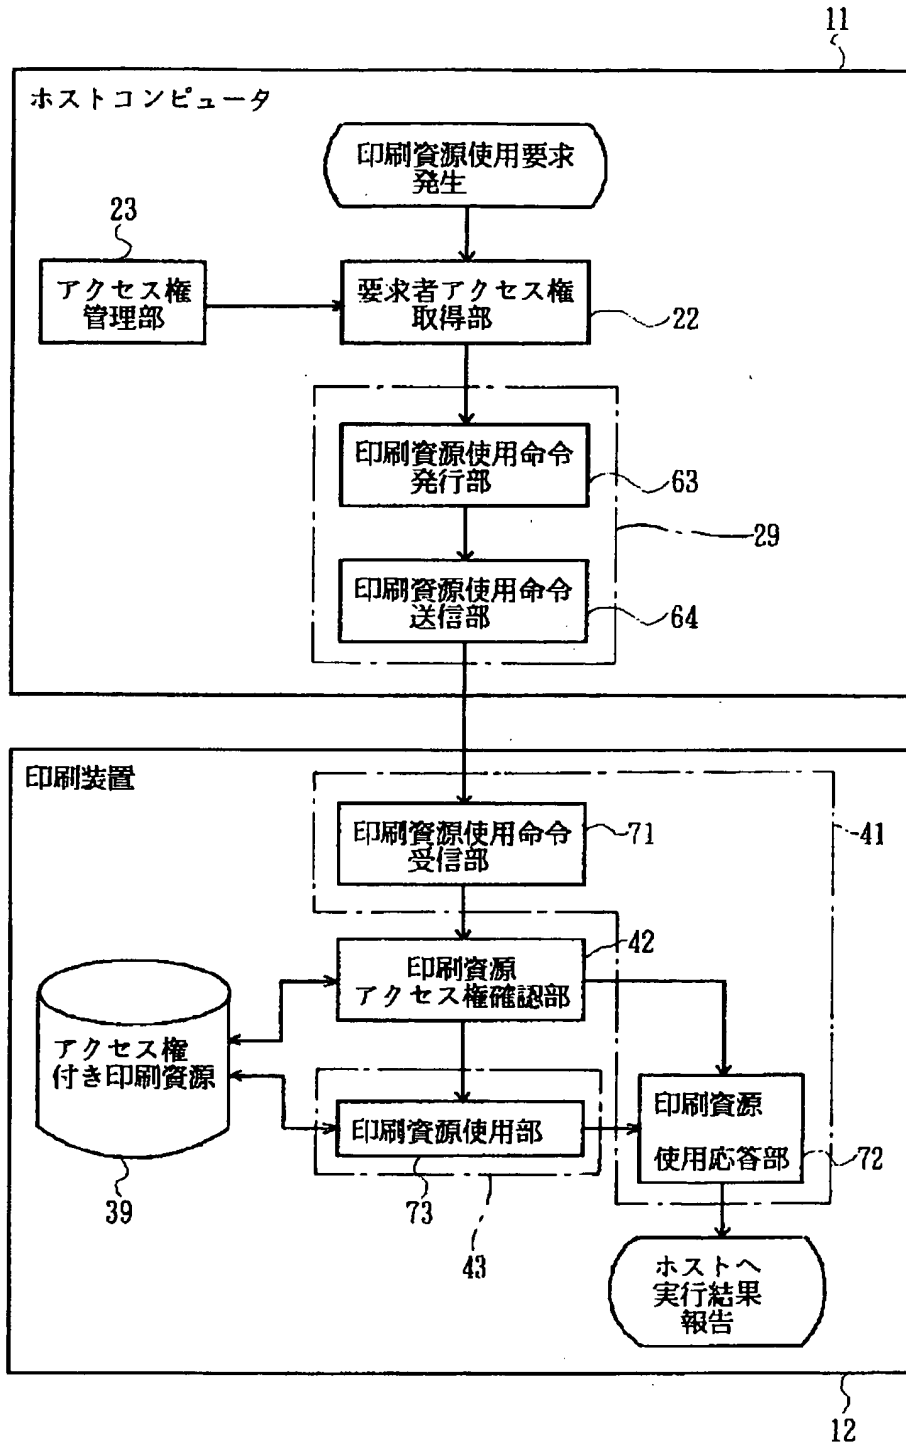 11
ホストコンピュータ
印刷資源使用要求
発生
23
アクセス権
管理部
要求者アクセス権
取得部
22
印刷資源使用命令
発行部
63
29
印刷資源使用命令
送信部
64
印刷装置
印刷資源使用命令
受信部
71
41
42
印刷資源
アクセス権確認部
アクセス権
付き印刷資源
39
印刷資源使用部
73
43
印刷資源
使用応答部
72
ホストへ
実行結果
報告
12